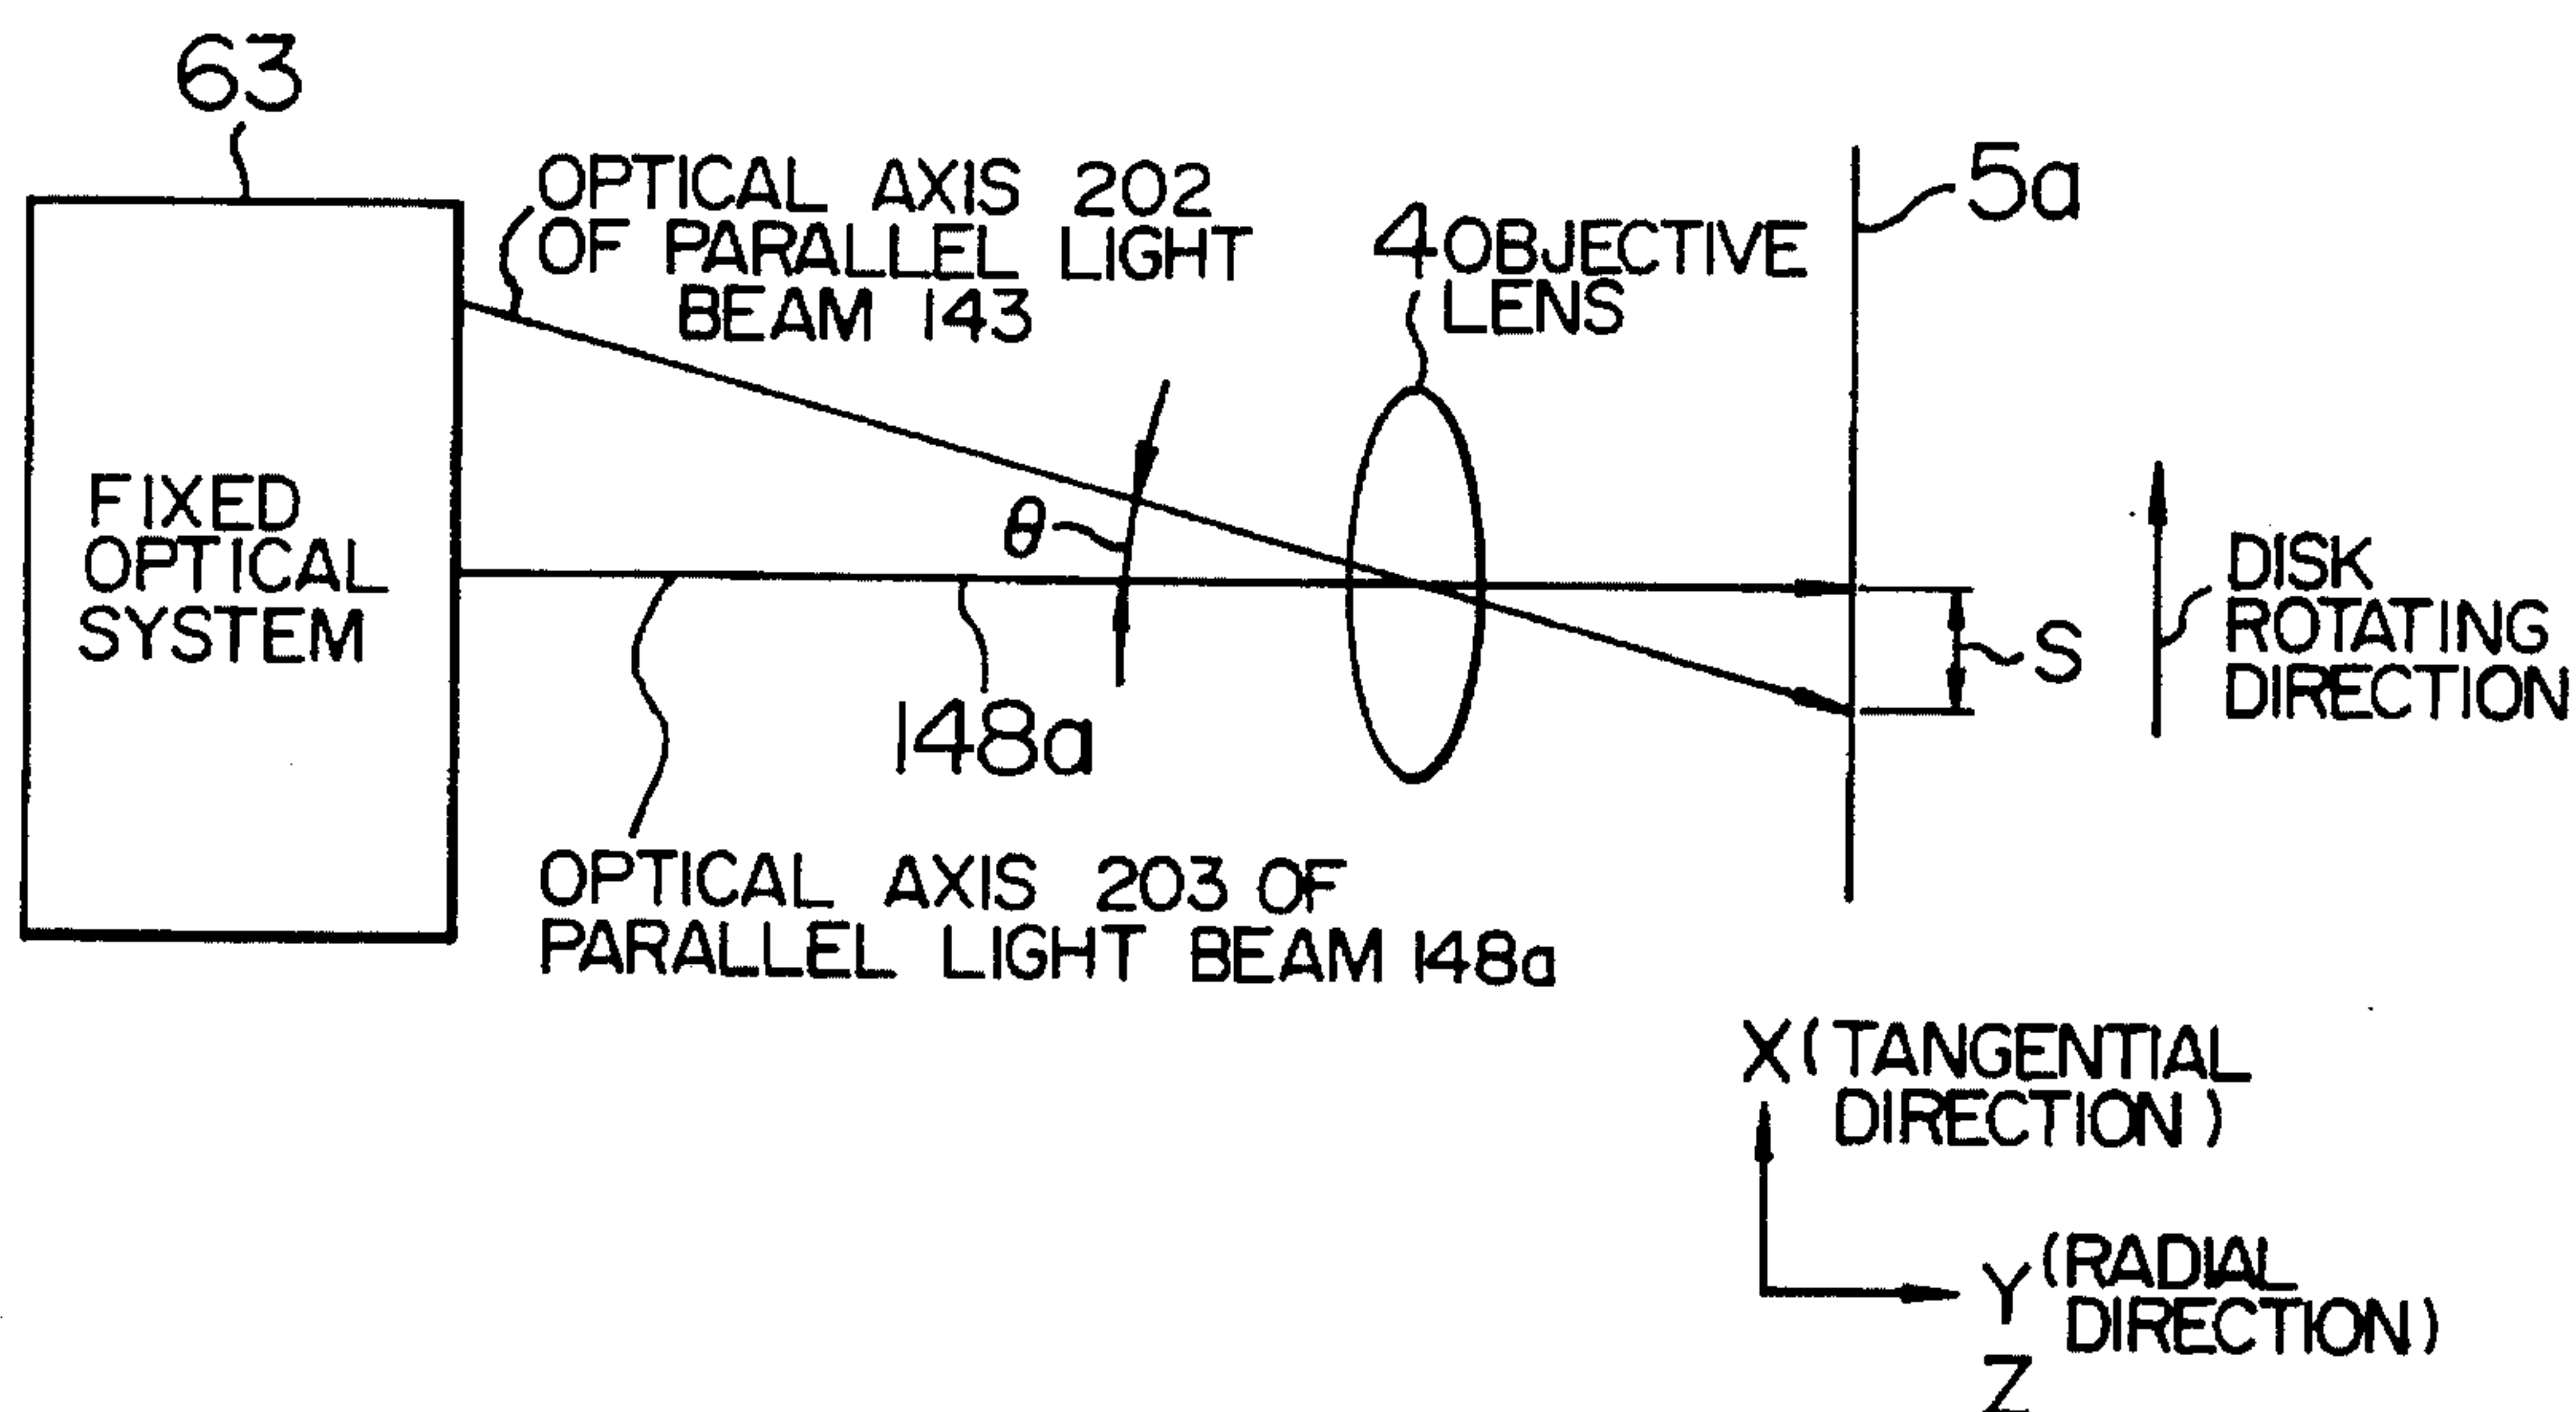 63
OPTICAL AXIS 202
OF PARALLEL LIGHT
BEAM 143
4 OBJECTIVE
LENS
5a
FIXED
OPTICAL
SYSTEM
θ
148a
S
DISK
ROTATING
DIRECTION
OPTICAL AXIS 203 OF
PARALLEL LIGHT BEAM 148a
X (TANGENTIAL
DIRECTION)
Y (RADIAL
DIRECTION)
Z